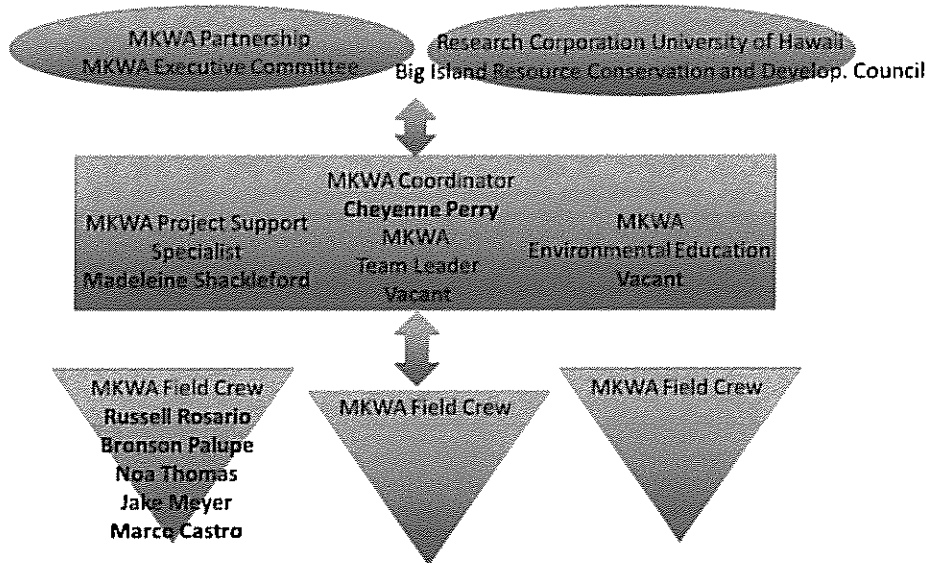 MKWA Partnership
MKWA Executive Committee
Research Corporation University of Hawaii
Big Island Resource Conservation and Develop. Council
MKWA Project Support
Specialist
Madeleine Shackleford
MKWA Coordinator
Cheyenne Perry
MKWA
Team Leader
Vacant
MKWA
Environmental Education
Vacant
MKWA Field Crew
Russell Rosario
Bronson Palupe
Noa Thomas
Jake Meyer
Marco Castro
MKWA Field Crew
MKWA Field Crew